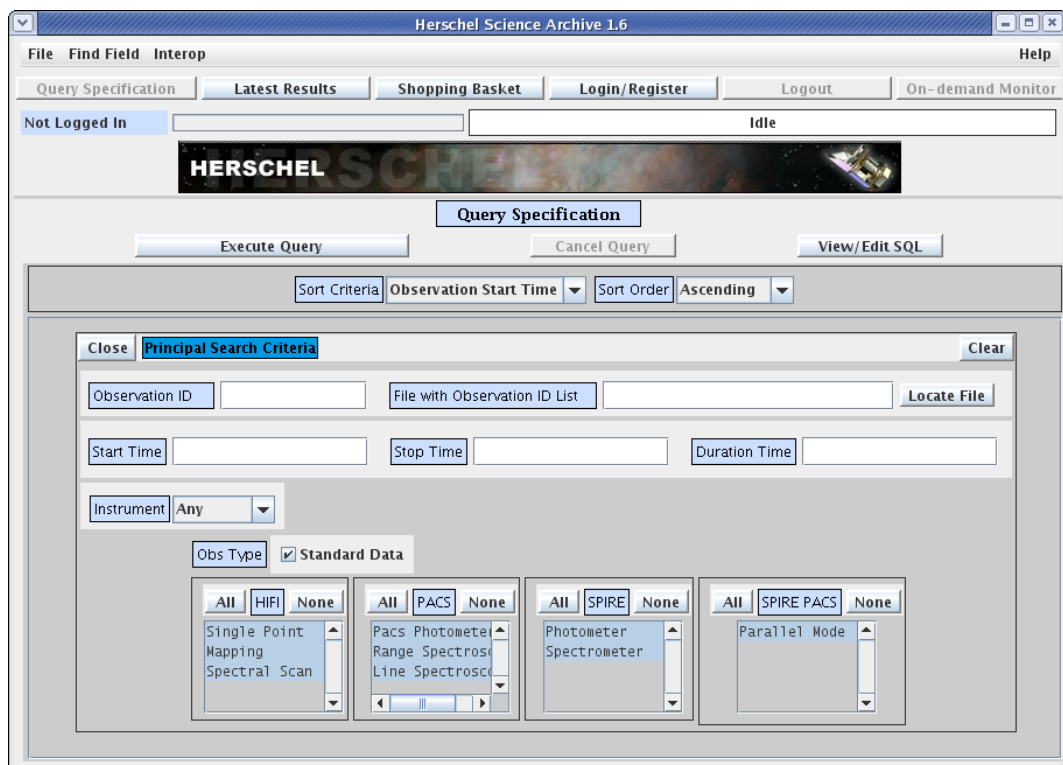 Herschel Science Archive 1.6
File Find Field Interop Help
Query Specification Latest Results Shopping Basket Login/Register Logout On-demand Monitor
Not Logged In Idle
HERSCHEL
Query Specification
Execute Query Cancel Query View/Edit SQL
Sort Criteria Observation Start Time Sort Order Ascending
Close Principal Search Criteria Clear
Observation ID File with Observation ID List Locate File
Start Time Stop Time Duration Time
Instrument Any
Obs Type Standard Data
All HIFI None All PACS None All SPIRE None All SPIRE PACS None
Single Point Pacs Photometer Photometer Parallel Mode
Mapping Range Spectrosc Spectrometer
Spectral Scan Line Spectrosc